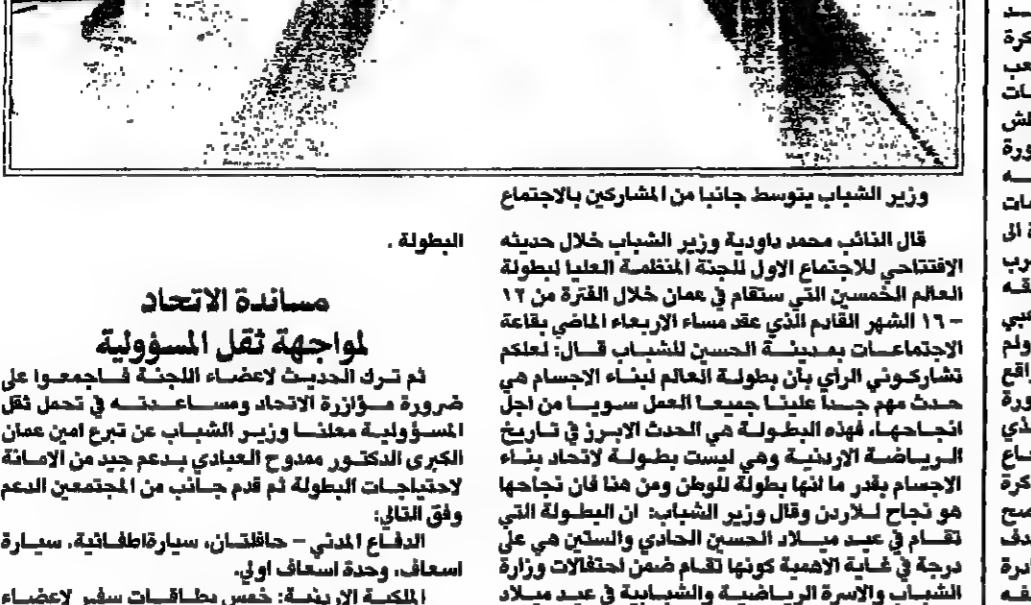 وزير الشباب يتوسط جانبا من المشاركين بالاجتماع
قال النائب محمد داودية وزير الشباب خلال حديثه
الافتتاحي للاجتماع الاول للجنة المنظمة العليا لبطولة
العالم الخمسين التي ستقام في عمان خلال الفترة من ١٢
– ١٦ الشهر القادم الذي عقد مساء الاربعاء الماضي بقاعة
الاجتماعات بمدينة الحسين للشباب قال: لعلكم
تشاركوني الرأي بأن بطولة العالم لبناء الاجسام هي
حدث مهم جداً علينا جميعا العمل سويا من اجل
انجاحها، فهذه البطولة هي الحدث الابرز في تاريخ
الرياضة الاردنية وهي ليست بطولة لاتحاد بناء
الاجسام بقدر ما انها بطولة للوطن ومن هنا فان نجاحها
هو نجاح للاردن وقال وزير الشباب: ان البطولة التي
تقام في عيد ميلاد الحسين الحادي والستين هي على
درجة في غاية الاهمية كونها تقام ضمن احتفالات وزارة
الشباب والاسرة الرياضية والشبابية في عيد ميلاد
البطولة .
مساندة الاتحاد
لمواجهة ثقل المسؤولية
ثم ترك الحديث لاعضاء اللجنة فاجمعوا على
ضرورة مؤازرة الاتحاد ومساعدته في تحمل ثقل
المسؤولية معلنا وزير الشباب عن تبرع امين عمان
الكبرى الدكتور ممدوح العبادي بدعم جيد من الامانة
لاحتياجات البطولة ثم قدم جانب من المجتمعين الدعم
وفق التالي:
الدفاع المدني – حافلتان، سيارةاطفائية، سيارة
اسعاف، وحدة اسعاف اولي.
الملكية الاردنية: خمس بطاقات سفر لاعضاء